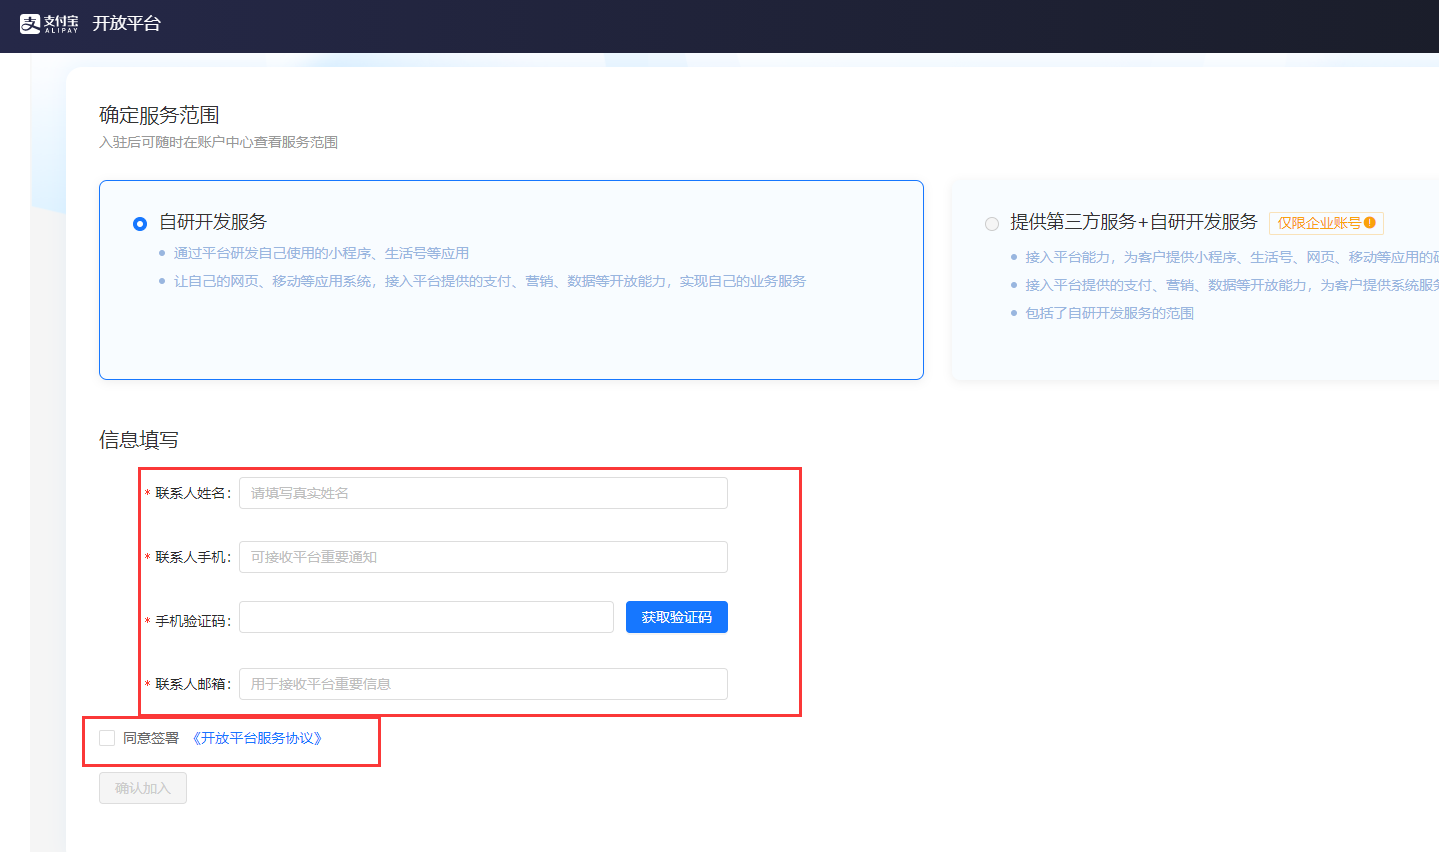 支付宝 开放平台
ALIPAY
确定服务范围
入驻后可随时在账户中心查看服务范围
自研开发服务
通过平台研发自己使用的小程序、生活号等应用
让自己的网页、移动等应用系统，接入平台提供的支付、营销、数据等开放能力，实现自己的业务服务
提供第三方服务+自研开发服务 仅限企业账号
接入平台能力，为客户提供小程序、生活号、网页、移动等应用的
接入平台提供的支付、营销、数据等开放能力，为客户提供系统服务
包括了自研开发服务的范围
信息填写
* 联系人姓名： 请填写真实姓名
* 联系人手机： 可接收平台重要通知
* 手机验证码： 获取验证码
* 联系人邮箱： 用于接收平台重要信息
同意签署 《开放平台服务协议》
确认加入